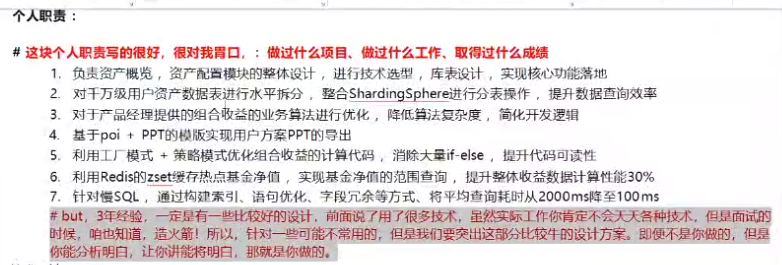 个人职责：
# 这块个人职责写的很好，很对我胃口，：做过什么项目、做过什么工作、取得过什么成绩
1. 负责资产概览，资产配置模块的整体设计，进行技术选型，库表设计，实现核心功能落地
2. 对千万级用户资产数据表进行水平拆分，整合ShardingSphere进行分表操作，提升数据查询效率
3. 对于产品经理提供的组合收益的业务算法进行优化，降低算法复杂度，简化开发逻辑
4. 基于poi + PPT的模版实现用户方案PPT的导出
5. 利用工厂模式 + 策略模式优化组合收益的计算代码，消除大量if-else，提升代码可读性
6. 利用Redis的zset缓存热点基金净值，实现基金净值的范围查询，提升整体收益数据计算性能30%
7. 针对慢SQL，通过构建索引、语句优化、字段冗余等方式、将平均查询耗时从2000ms降至100ms
# but，3年经验，一定是有一些比较好的设计，前面说了用了很多技术，虽然实际工作你肯定不会天天各种技术，但是面试的
时候，咱也知道，造火箭！所以，针对一些可能不常用的，但是我们要突出这部分比较牛的设计方案。即便不是你做的，但是
你能分析明白，让你讲能将明白，那就是你做的。